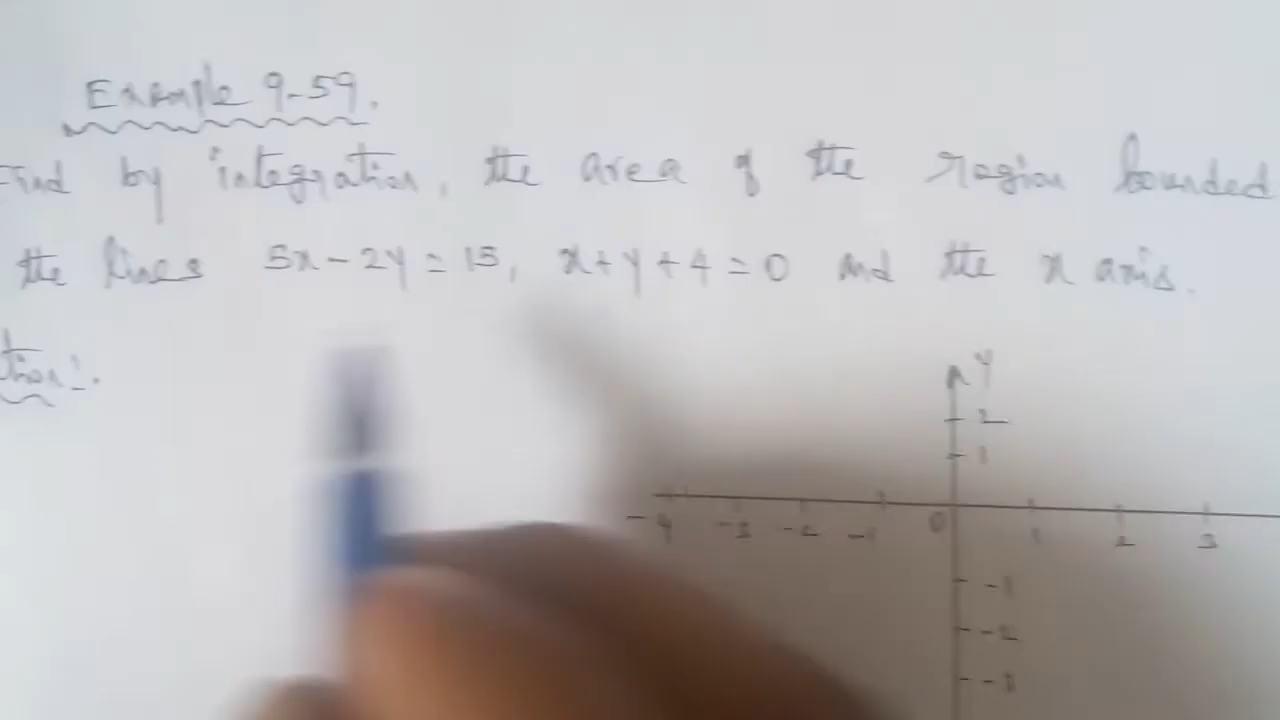 Example 9.59.
Find by integration, the area of the region bounded
the lines 5x-2y=15, x+y+4=0 and the x axis.
tion:.
Y
2
1
-4 -3 -2 -1 0 1 2 3
-1
-2
-3